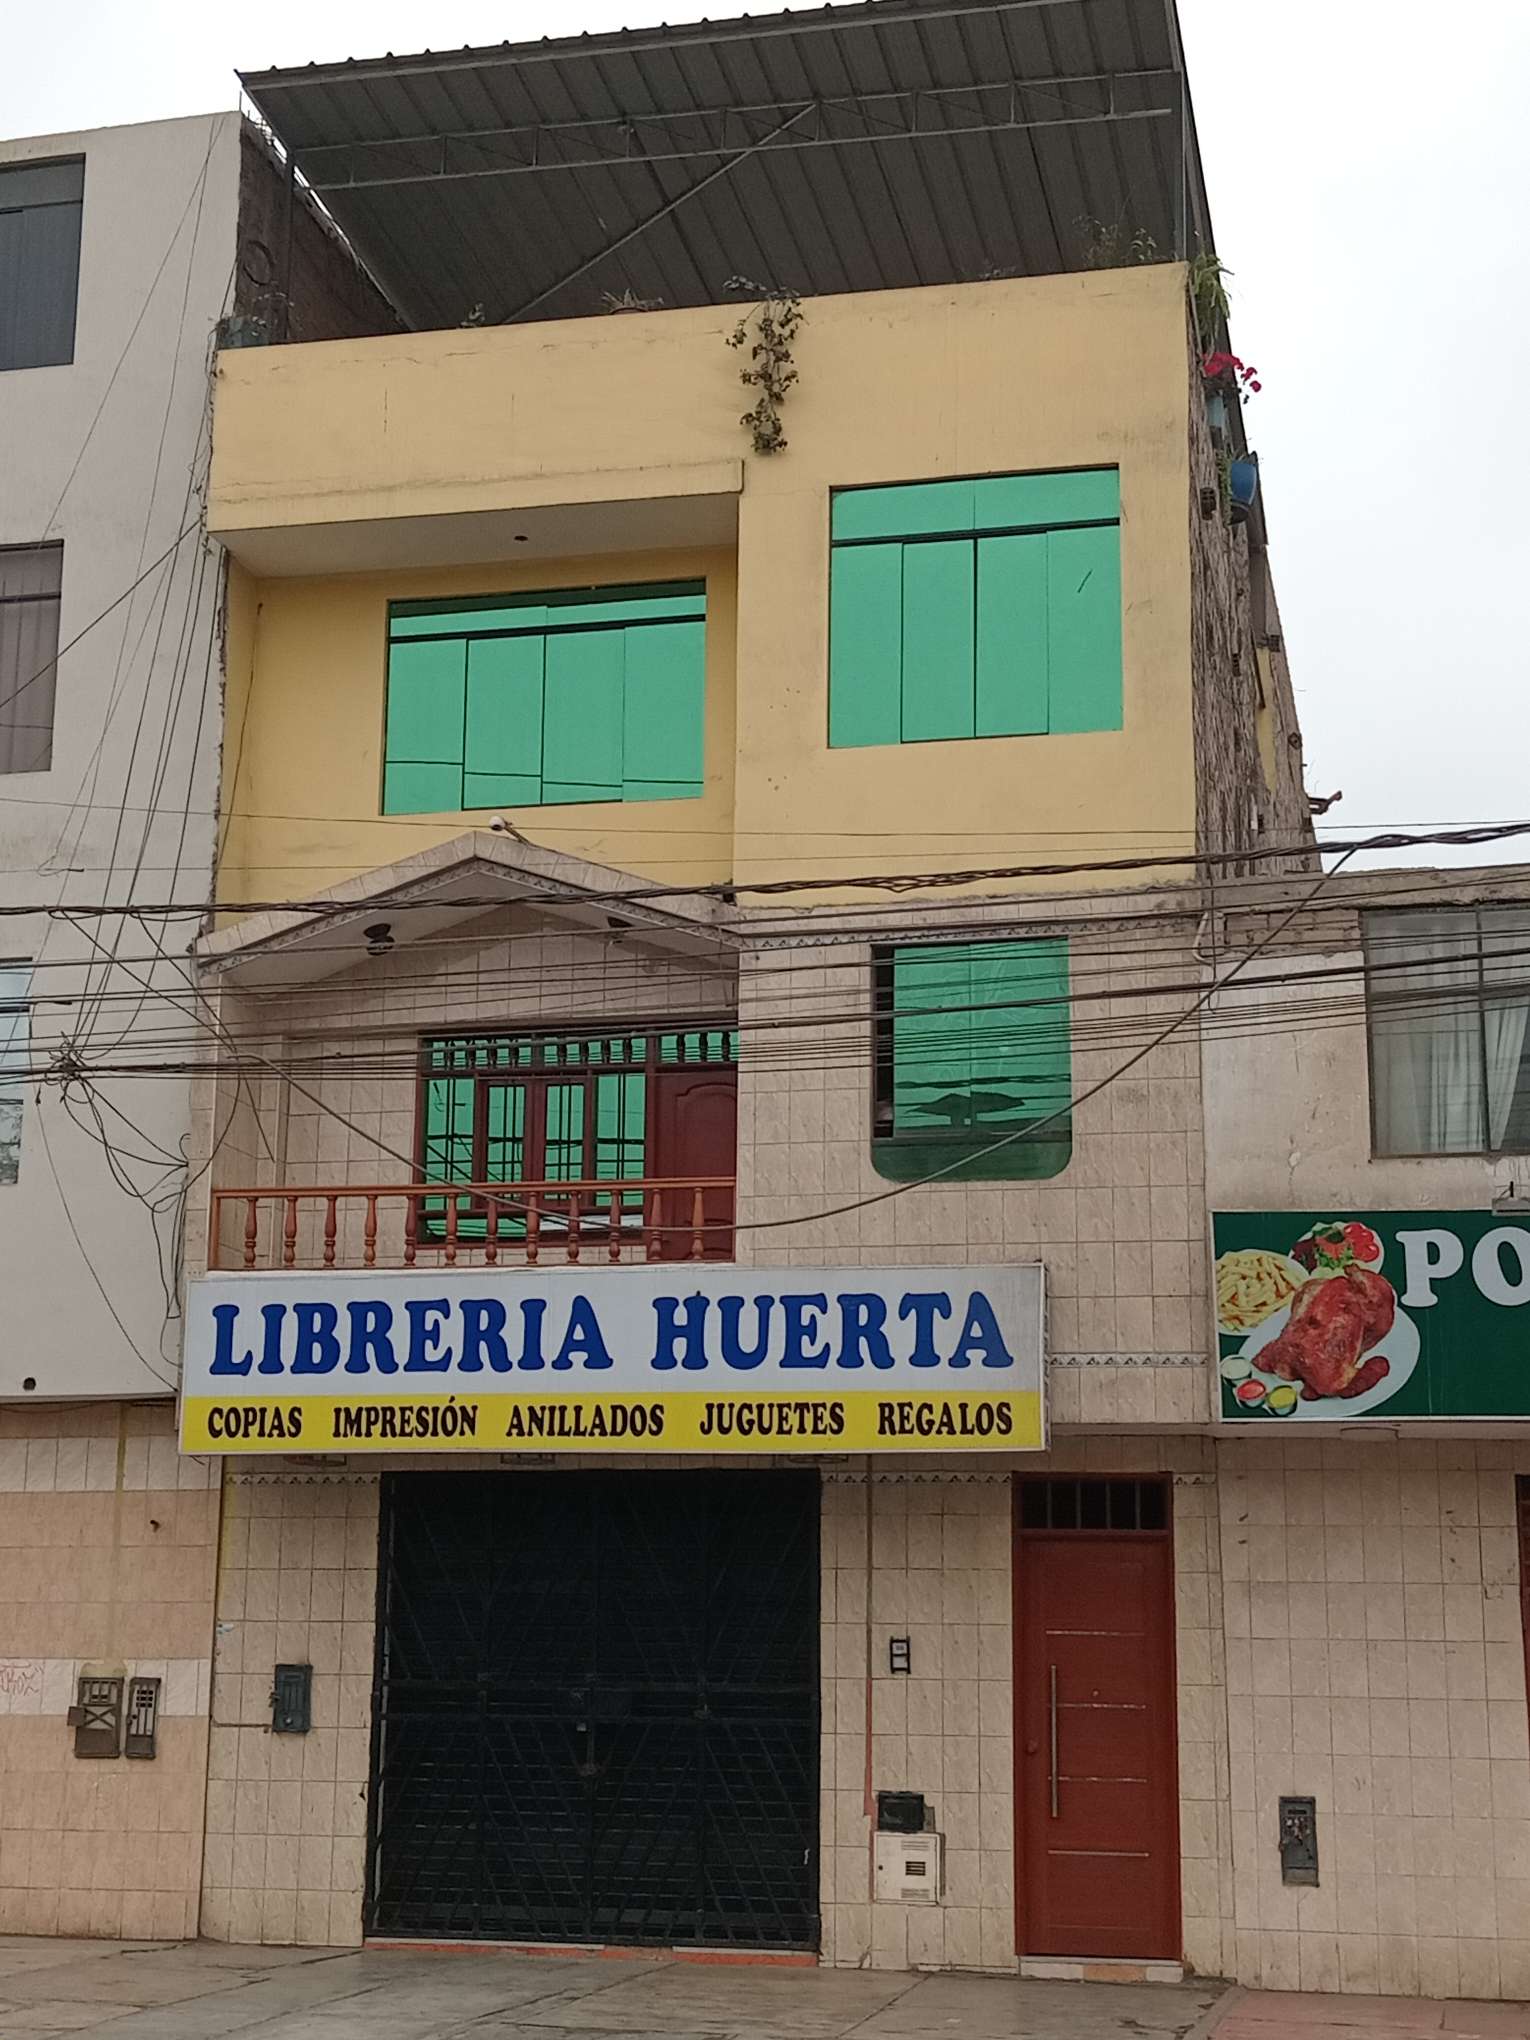 LIBRERIA HUERTA
COPIAS IMPRESIÓN ANILLADOS JUGUETES REGALOS
PO